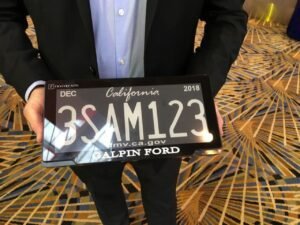 DEC 2018
California
3SAM123
dmv.ca.gov
GALPIN FORD